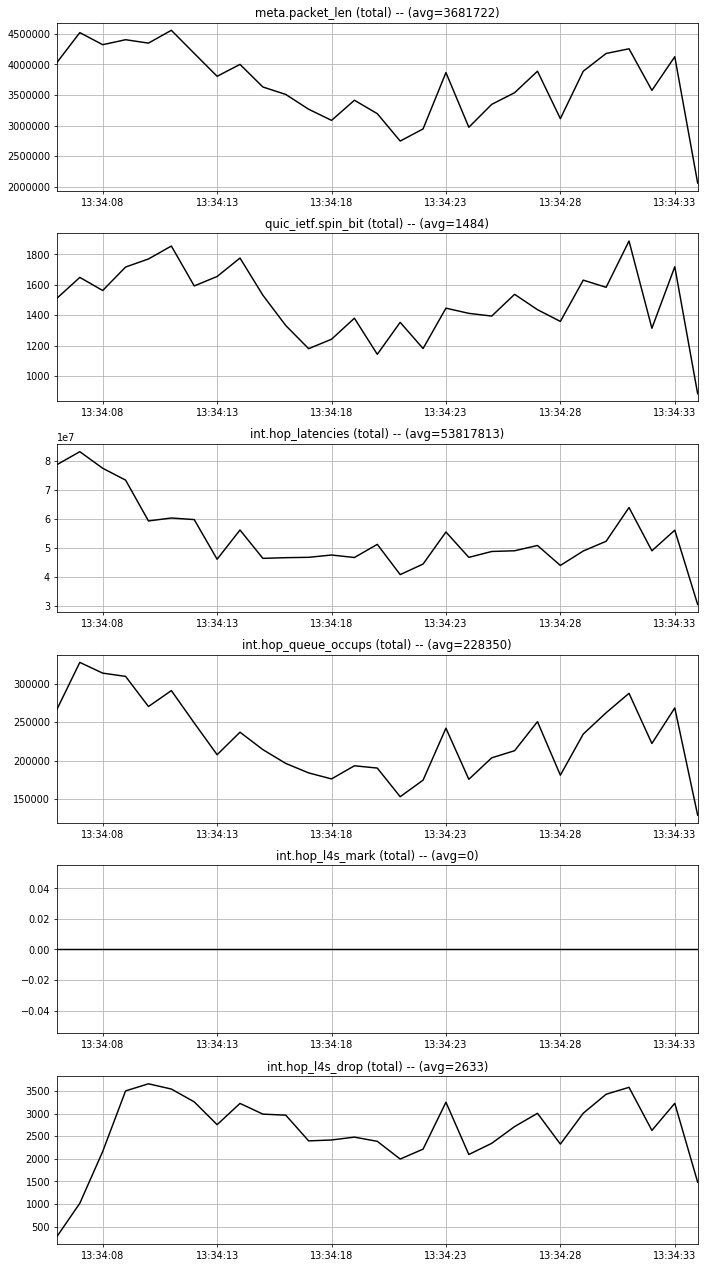 meta.packet_len (total) -- (avg=3681722)
4500000
4000000
3500000
3000000
2500000
2000000
13:34:08 13:34:13 13:34:18 13:34:23 13:34:28 13:34:33
quic_ietf.spin_bit (total) -- (avg=1484)
1800
1600
1400
1200
1000
13:34:08 13:34:13 13:34:18 13:34:23 13:34:28 13:34:33
int.hop_latencies (total) -- (avg=53817813)
1e7
8
7
6
5
4
3
13:34:08 13:34:13 13:34:18 13:34:23 13:34:28 13:34:33
int.hop_queue_occups (total) -- (avg=228350)
300000
250000
200000
150000
13:34:08 13:34:13 13:34:18 13:34:23 13:34:28 13:34:33
int.hop_l4s_mark (total) -- (avg=0)
0.04
0.02
0.00
−0.02
−0.04
13:34:08 13:34:13 13:34:18 13:34:23 13:34:28 13:34:33
int.hop_l4s_drop (total) -- (avg=2633)
3500
3000
2500
2000
1500
1000
500
13:34:08 13:34:13 13:34:18 13:34:23 13:34:28 13:34:33